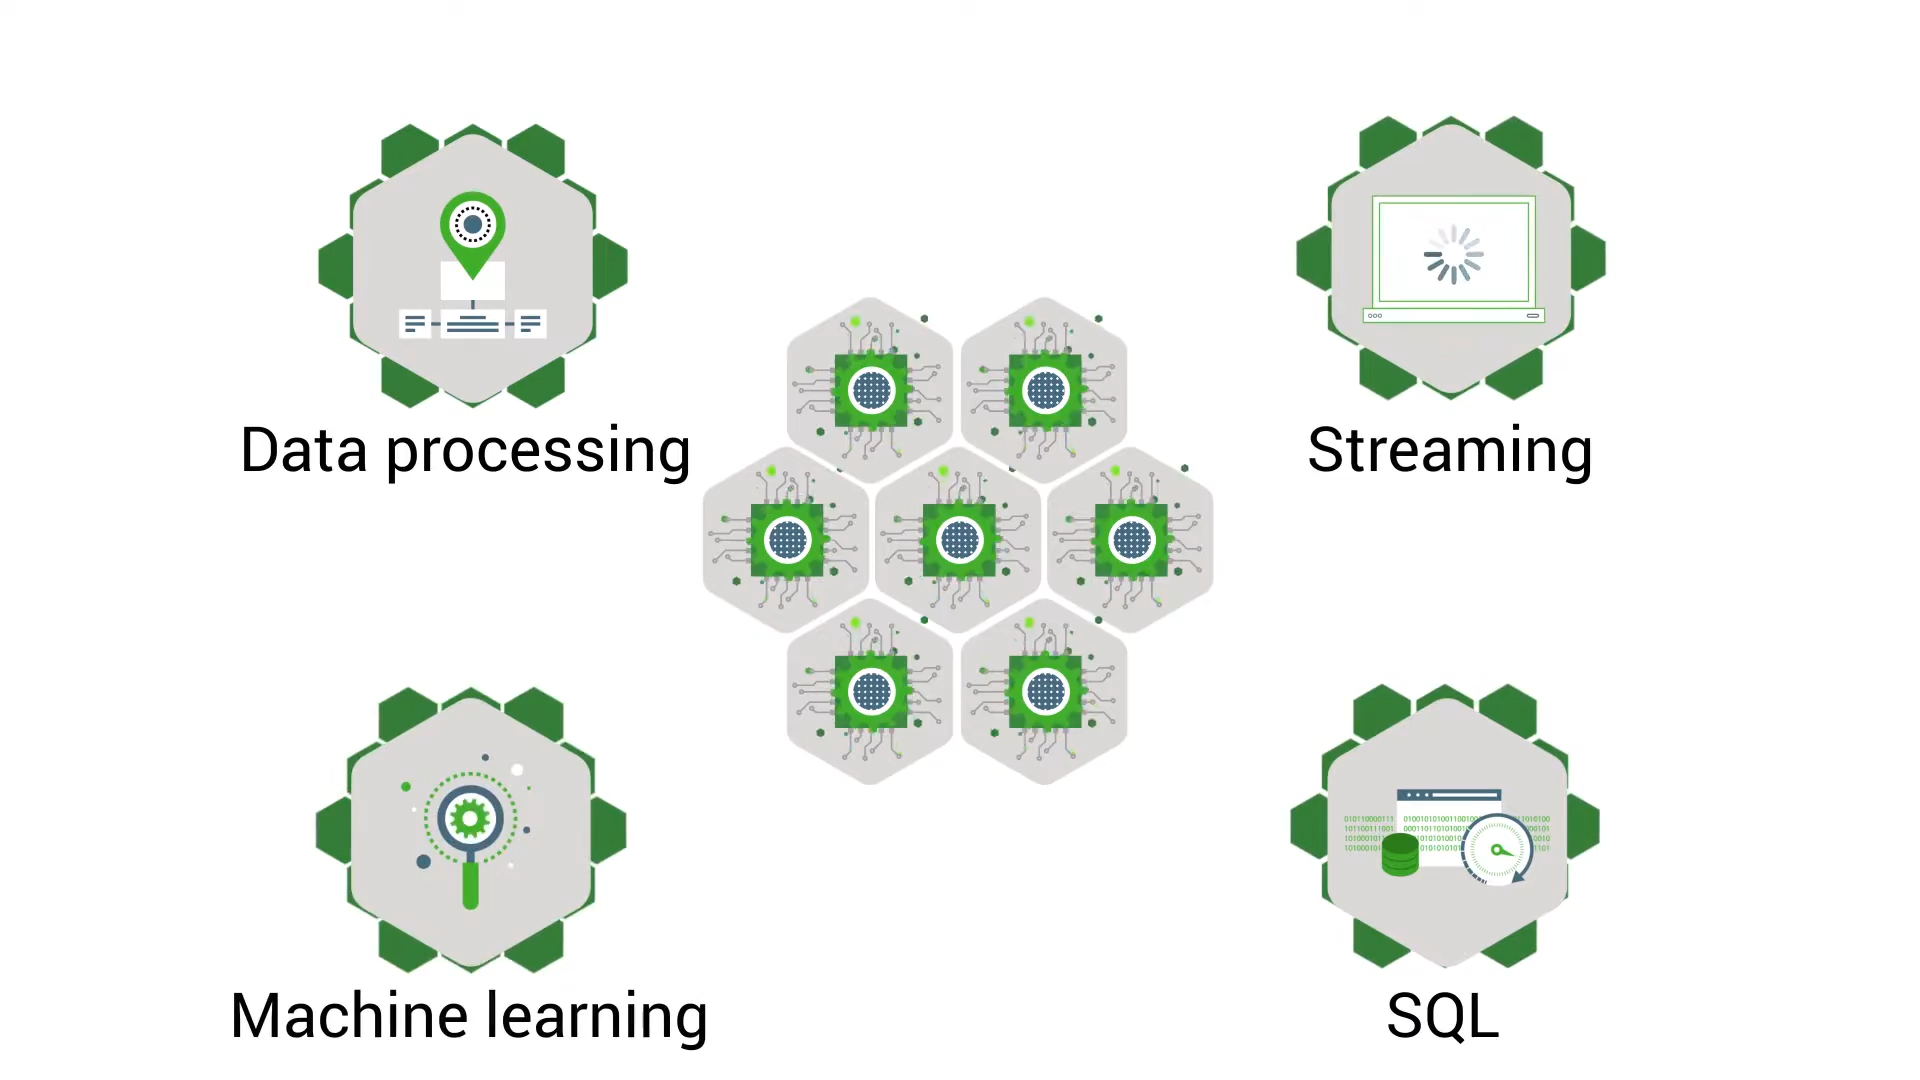 Data processing
Streaming
Machine learning
SQL